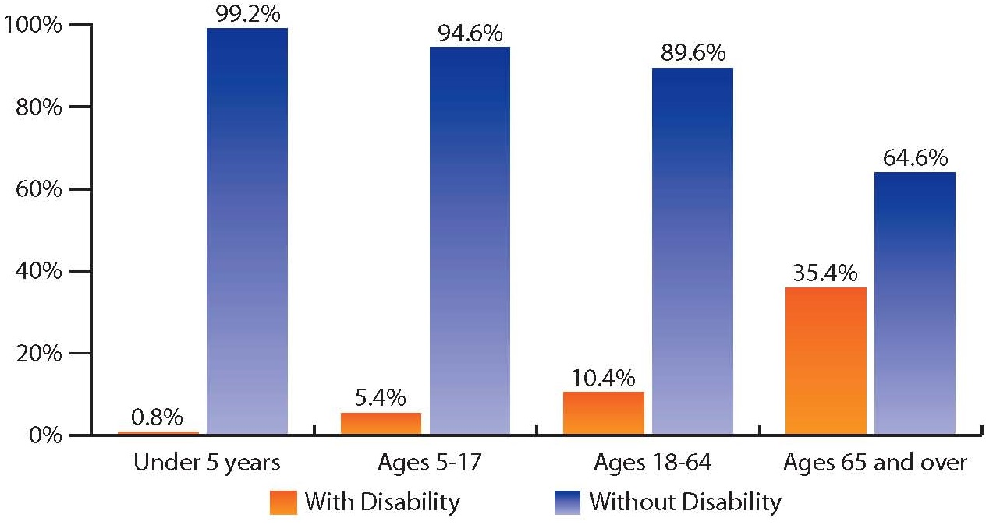 99.2%
100%
94.6%
89.6%
80%
64.6%
60%
40%
35.4%
20%
10.4%
5.4%
0.8%
0%
Under 5 years
Ages 5-17
Ages 18-64
Ages 65 and over
With Disability
Without Disability